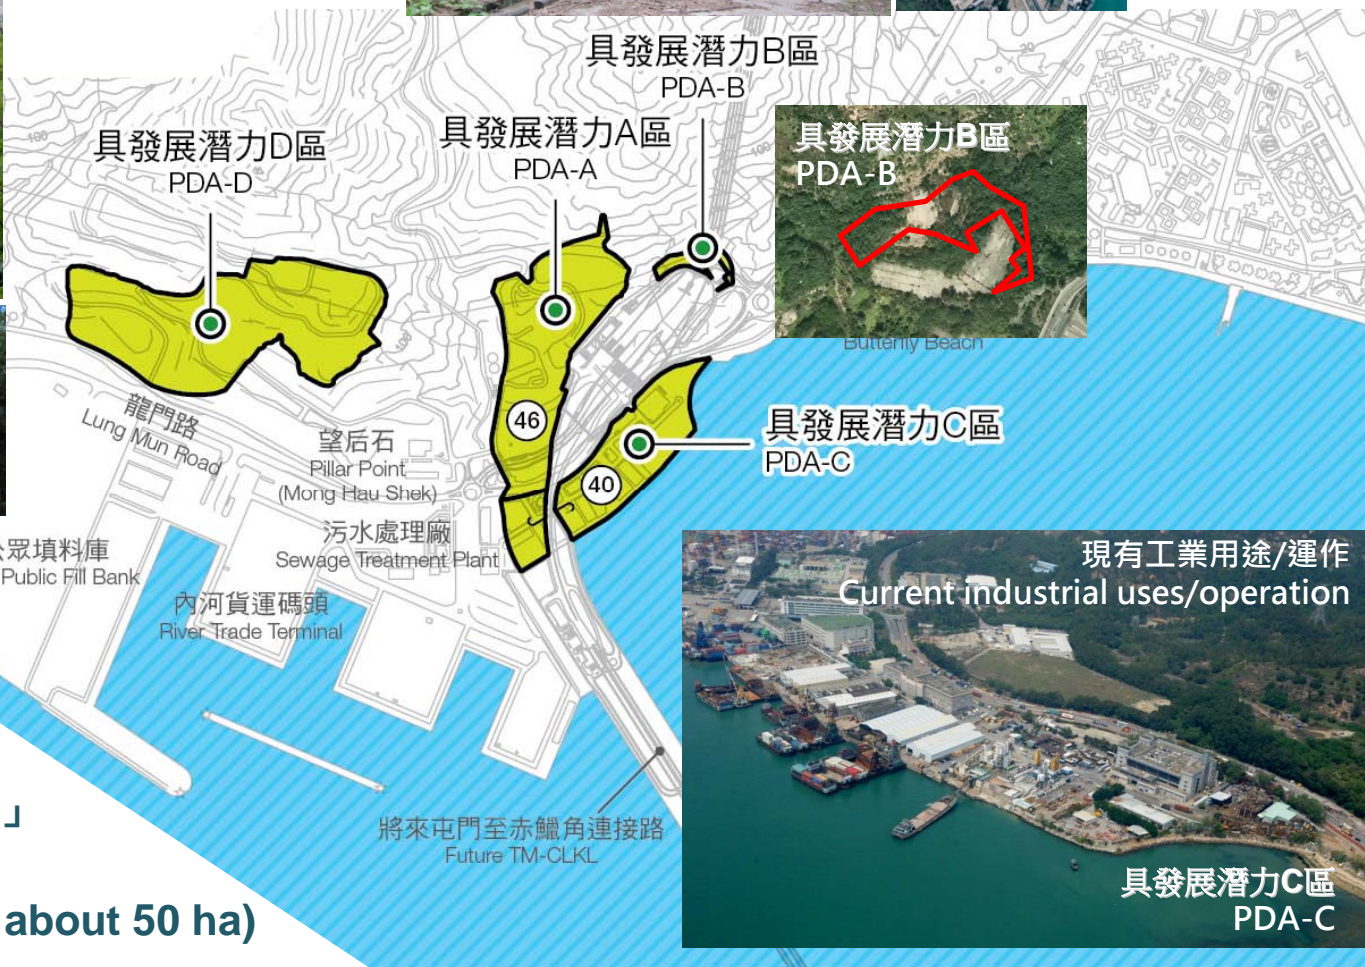 具發展潛力B區
PDA-B
具發展潛力D區
PDA-D
具發展潛力A區
PDA-A
具發展潛力B區
PDA-B
100
100
20
Butterfly Beach
龍門路
Lung Mun Road
46
40
具發展潛力C區
PDA-C
望后石
Pillar Point
(Mong Hau Shek)
污水處理廠
Sewage Treatment Plant
眾填料庫
Public Fill Bank
內河貨運碼頭
River Trade Terminal
現有工業用途/運作
Current industrial uses/operation
將來屯門至赤鱲角連接路
Future TM-CLKL
具發展潛力C區
PDA-C
」
about 50 ha)